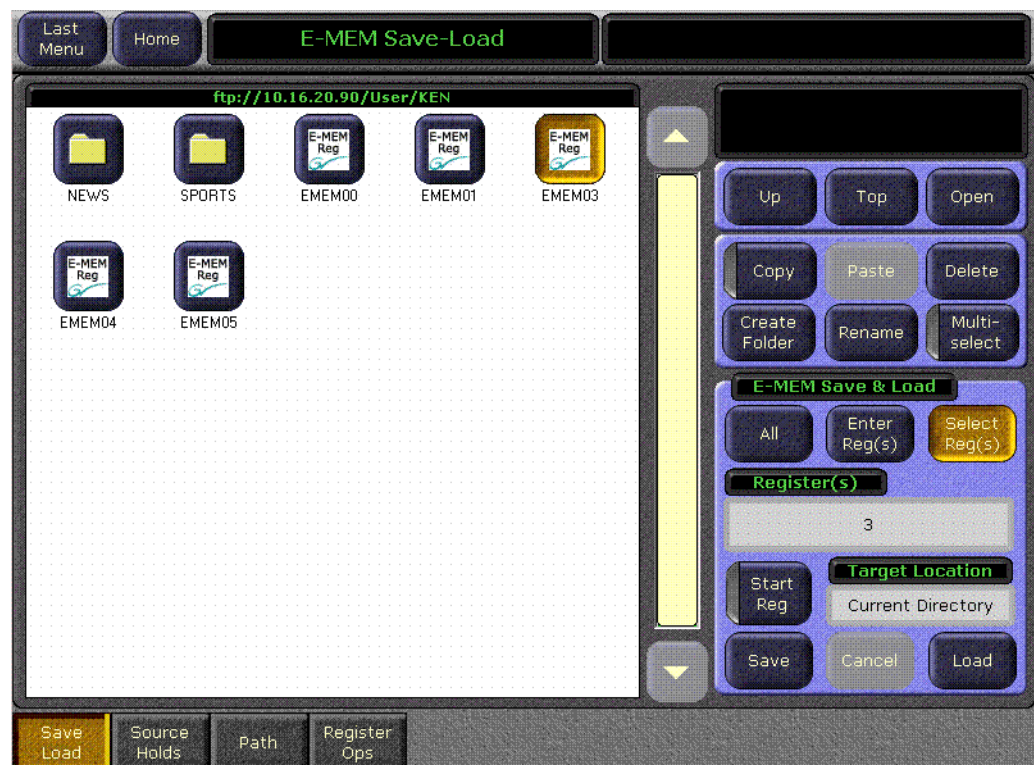 Last
Menu
Home
E-MEM Save-Load
ftp://10.16.20.90/User/KEN
E-MEM
Reg
E-MEM
Reg
E-MEM
Reg
NEWS
SPORTS
EMEM00
EMEM01
EMEM03
E-MEM
Reg
E-MEM
Reg
EMEM04
EMEM05
Up
Top
Open
Copy
Paste
Delete
Create
Folder
Rename
Multi-
select
E-MEM Save & Load
All
Enter
Reg(s)
Select
Reg(s)
Register(s)
3
Start
Reg
Target Location
Current Directory
Save
Cancel
Load
Save
Load
Source
Holds
Path
Register
Ops